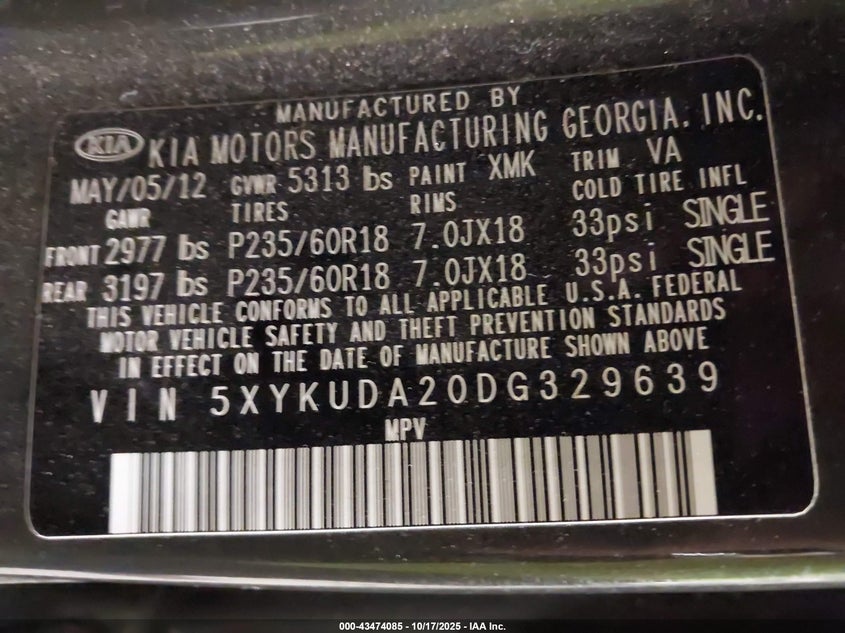 MANUFACTURED BY
KIA KIA MOTORS MANUFACTURING GEORGIA, INC.
MAY/05/12 GVWR 5313 lbs PAINT XMK TRIM VA
GAWR TIRES RIMS COLD TIRE INFL
FRONT 2977 lbs P235/60R18 7.0JX18 33psi SINGLE
REAR 3197 lbs P235/60R18 7.0JX18 33psi SINGLE
THIS VEHICLE CONFORMS TO ALL APPLICABLE U.S.A. FEDERAL
MOTOR VEHICLE SAFETY AND THEFT PREVENTION STANDARDS
IN EFFECT ON THE DATE OF MANUFACTURE SHOWN ABOVE
VIN 5XYKUDA20DG329639
MPV
000-43474085 - 10/17/2025 - IAA Inc.